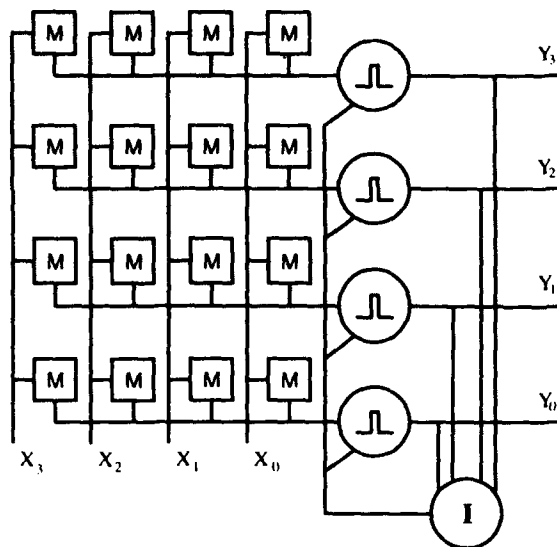 M M M M
Y₃
M M M M
Y₂
M M M M
Y₁
M M M M
Y₀
X₃ X₂ X₁ X₀
I